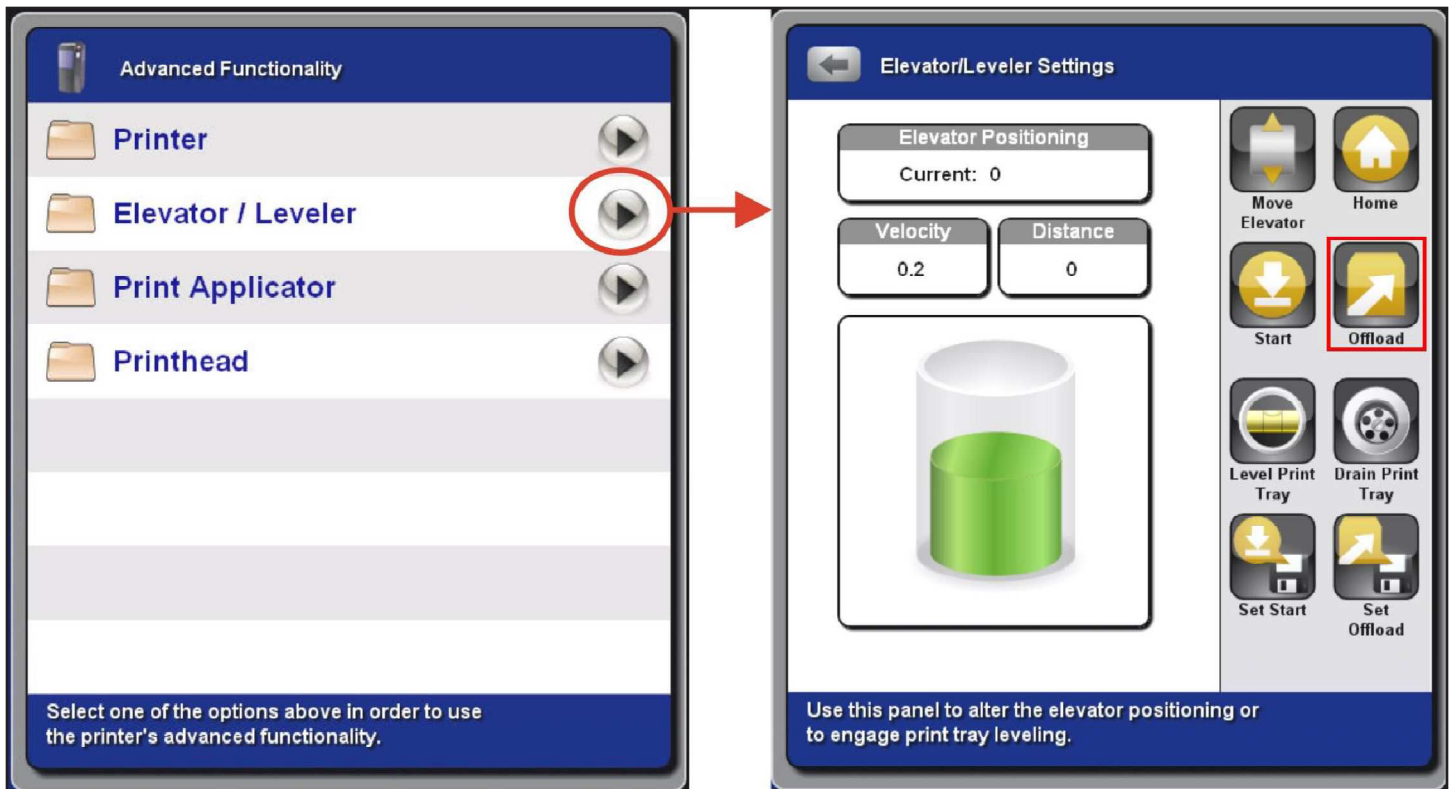 Advanced Functionality
Printer
Elevator / Leveler
Print Applicator
Printhead
Select one of the options above in order to use
the printer's advanced functionality.
Elevator/Leveler Settings
Elevator Positioning
Current: 0
Velocity
Distance
0.2
0
Move
Elevator
Home
Start
Offload
Level Print
Tray
Drain Print
Tray
Set Start
Set
Offload
Use this panel to alter the elevator positioning or
to engage print tray leveling.